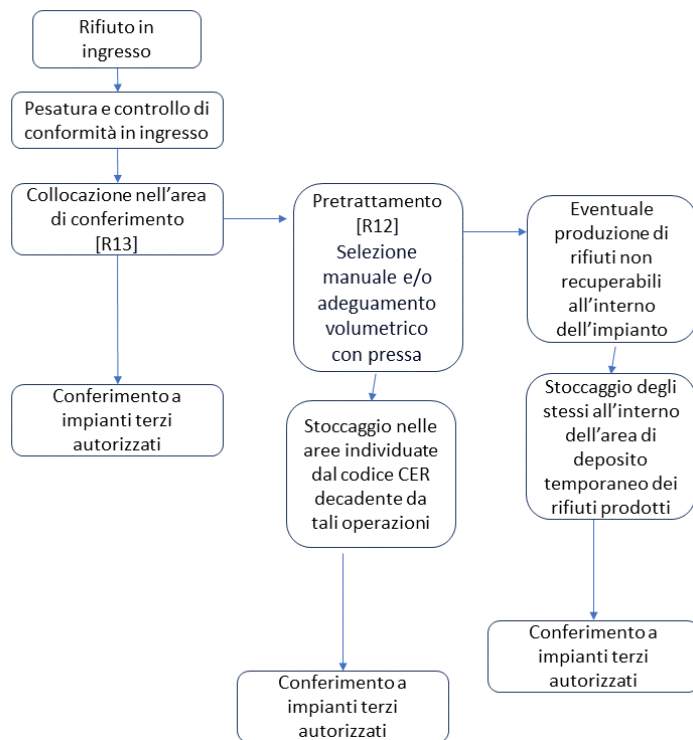 Rifiuto in
ingresso
Pesatura e controllo di
conformità in ingresso
Collocazione nell'area
di conferimento
[R13]
Conferimento a
impianti terzi
autorizzati
Pretrattamento
[R12]
Selezione
manuale e/o
adeguamento
volumetrico
con pressa
Stoccaggio nelle
aree individuate
dal codice CER
decadente da
tali operazioni
Conferimento a
impianti terzi
autorizzati
Eventuale
produzione di
rifiuti non
recuperabili
all'interno
dell'impianto
Stoccaggio degli
stessi all'interno
dell'area di
deposito
temporaneo dei
rifiuti prodotti
Conferimento a
impianti terzi
autorizzati